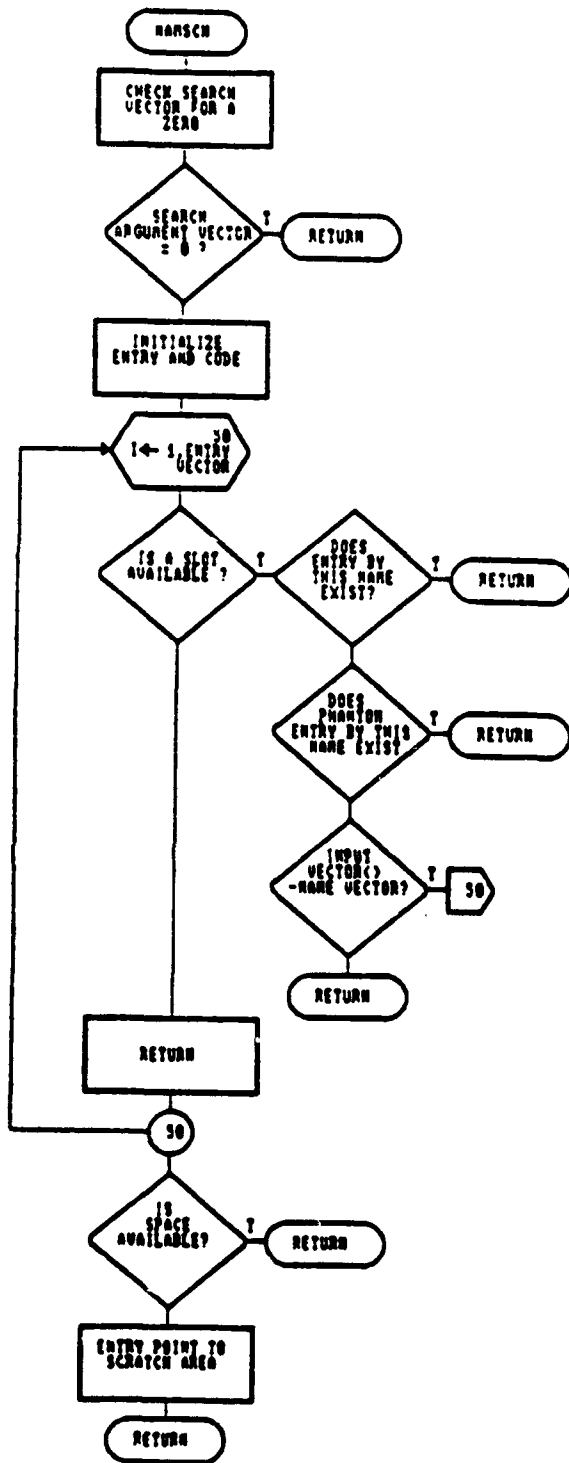 NAMSCN
CHECK SEARCH
VECTOR FOR A
ZERO
SEARCH
ARGUMENT VECTOR
= 0 ?
T
RETURN
INITIALIZE
ENTRY AND CODE
50
I← 1,ENTRY
VECTOR
IS A SLOT
AVAILABLE ?
T
DOES
ENTRY BY
THIS NAME
EXIST?
T
RETURN
DOES
PHANTOM
ENTRY BY THIS
NAME EXIST
T
RETURN
INPUT
VECTOR()
-NAME VECTOR?
T
50
RETURN
RETURN
50
IS
SPACE
AVAILABLE?
T
RETURN
ENTRY POINT TO
SCRATCH AREA
RETURN